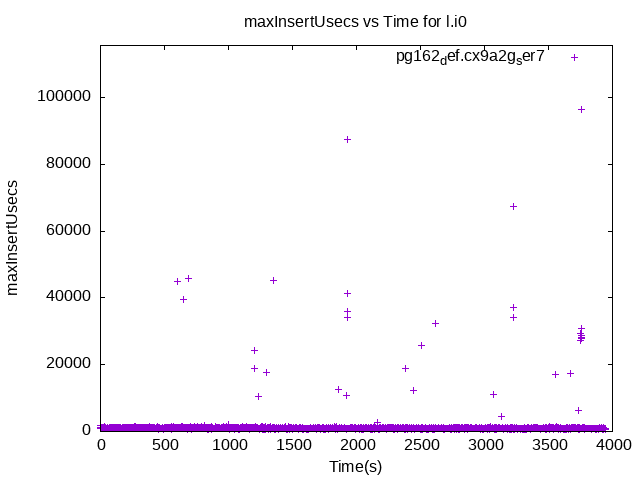 maxInsertUsecs vs Time for l.i0
pg162_def.cx9a2g_ser7
100000
80000
60000
40000
20000
0
maxInsertUsecs
0 500 1000 1500 2000 2500 3000 3500 4000
Time(s)